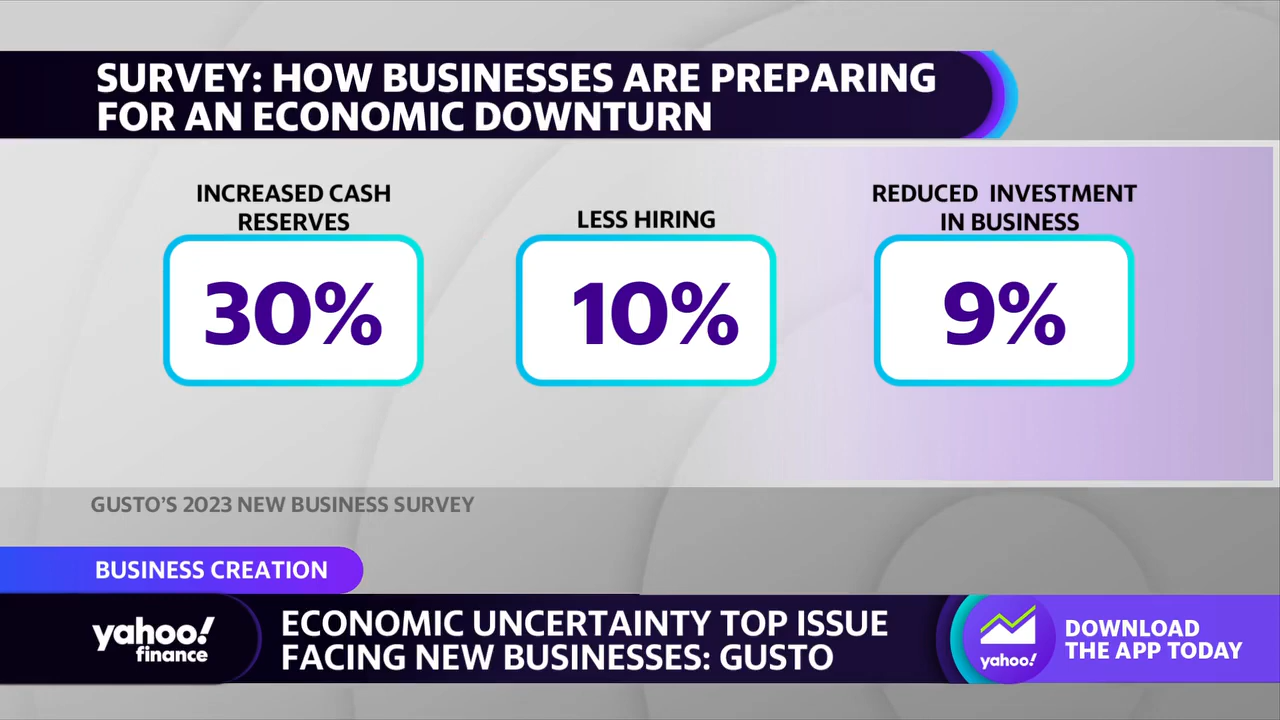 SURVEY: HOW BUSINESSES ARE PREPARING
FOR AN ECONOMIC DOWNTURN
INCREASED CASH
RESERVES
30%
LESS HIRING
10%
REDUCED INVESTMENT
IN BUSINESS
9%
GUSTO'S 2023 NEW BUSINESS SURVEY
BUSINESS CREATION
yahoo!
finance
ECONOMIC UNCERTAINTY TOP ISSUE
FACING NEW BUSINESSES: GUSTO
yahoo!
DOWNLOAD
THE APP TODAY